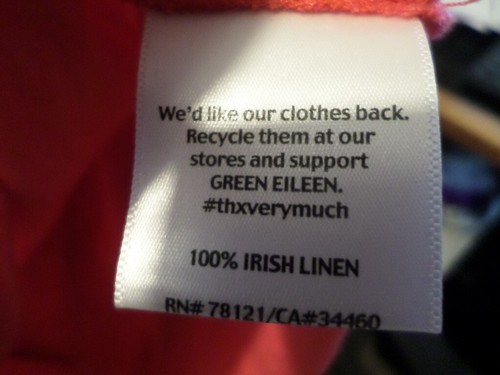 We'd like our clothes back.
Recycle them at our
stores and support
GREEN EILEEN.
#thxverymuch
100% IRISH LINEN
RN# 78121/CA#34460